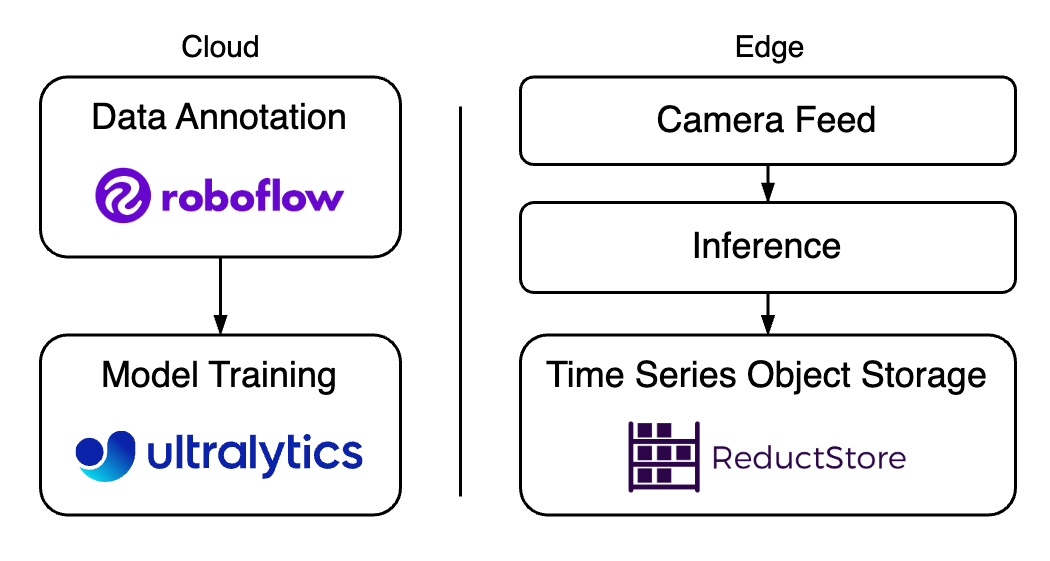 Cloud
Data Annotation
roboflow
Model Training
ultralytics
Edge
Camera Feed
Inference
Time Series Object Storage
ReductStore